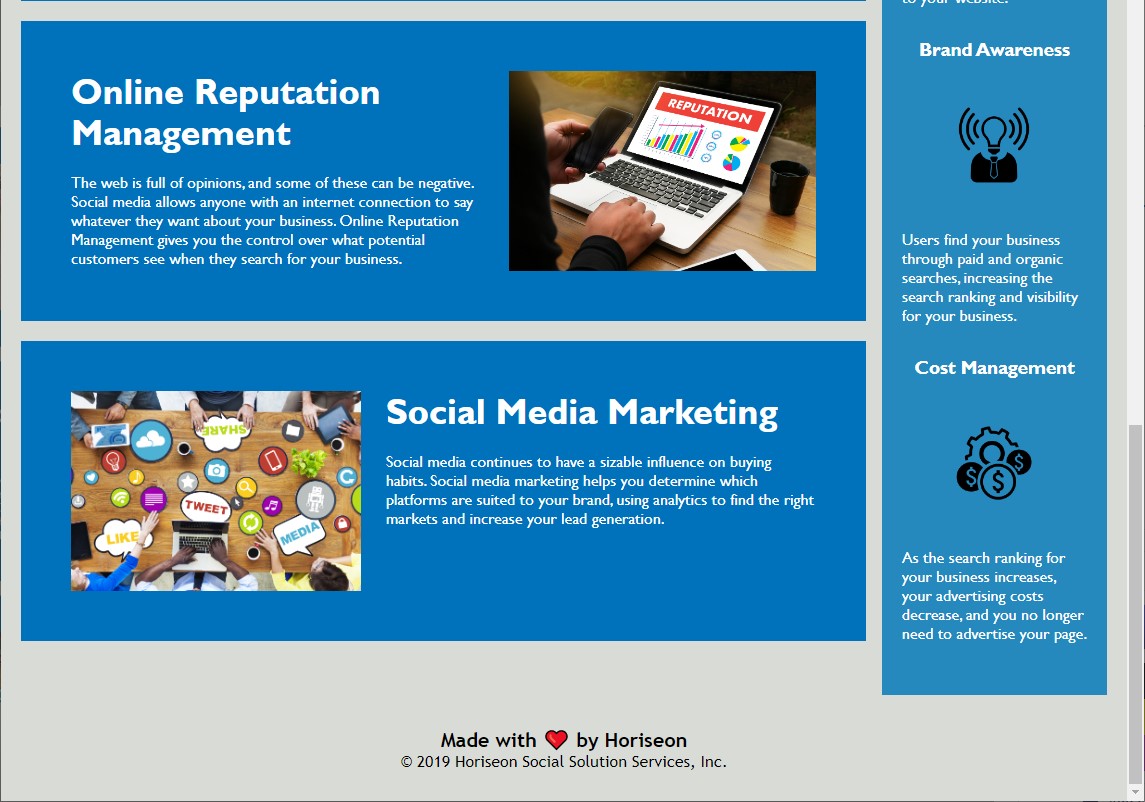 to your website.
Online Reputation
Management
The web is full of opinions, and some of these can be negative.
Social media allows anyone with an internet connection to say
whatever they want about your business. Online Reputation
Management gives you the control over what potential
customers see when they search for your business.
REPUTATION
Social Media Marketing
Social media continues to have a sizable influence on buying
habits. Social media marketing helps you determine which
platforms are suited to your brand, using analytics to find the right
markets and increase your lead generation.
SHARE
TWEET
LIKE
MEDIA
Brand Awareness
Users find your business
through paid and organic
searches, increasing the
search ranking and visibility
for your business.
Cost Management
$ $ $
As the search ranking for
your business increases,
your advertising costs
decrease, and you no longer
need to advertise your page.
Made with ❤️ by Horiseon
© 2019 Horiseon Social Solution Services, Inc.